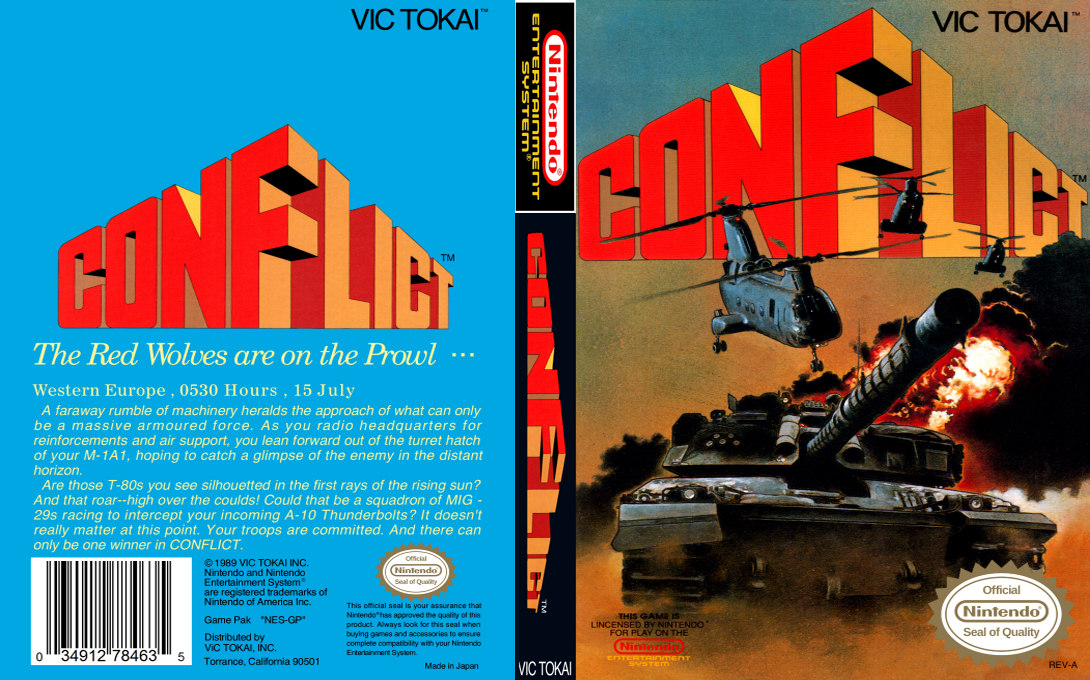 VIC TOKAI™
CONFLICT™
The Red Wolves are on the Prowl ...
Western Europe , 0530 Hours , 15 July
A faraway rumble of machinery heralds the approach of what can only
be a massive armoured force. As you radio headquarters for
reinforcements and air support, you lean forward out of the turret hatch
of your M-1A1, hoping to catch a glimpse of the enemy in the distant
horizon.
Are those T-80s you see silhouetted in the first rays of the rising sun?
And that roar--high over the coulds! Could that be a squadron of MIG -
29s racing to intercept your incoming A-10 Thunderbolts? It doesn't
really matter at this point. Your troops are committed. And there can
only be one winner in CONFLICT.
0 34912 78463 5
© 1989 VIC TOKAI INC.
Nintendo and Nintendo
Entertainment System®
are registered trademarks of
Nintendo of America Inc.
Game Pak "NES-GP"
Distributed by
ViC TOKAI, INC.
Torrance, California 90501
Official
Nintendo®
Seal of Quality
This official seal is your assurance that
Nintendo® has approved the quality of this
product. Always look for this seal when
buying games and accessories to ensure
complete compatibility with your Nintendo
Entertainment System.
Made in Japan
Nintendo®
ENTERTAINMENT
SYSTEM®
CONFLICT™
VIC TOKAI
VIC TOKAI™
CONFLICT™
THIS GAME IS
LINCENSED BY NINTENDO®
FOR PLAY ON THE
Nintendo
ENTERTAINMENT
SYSTEM
Official
Nintendo®
Seal of Quality
REV-A